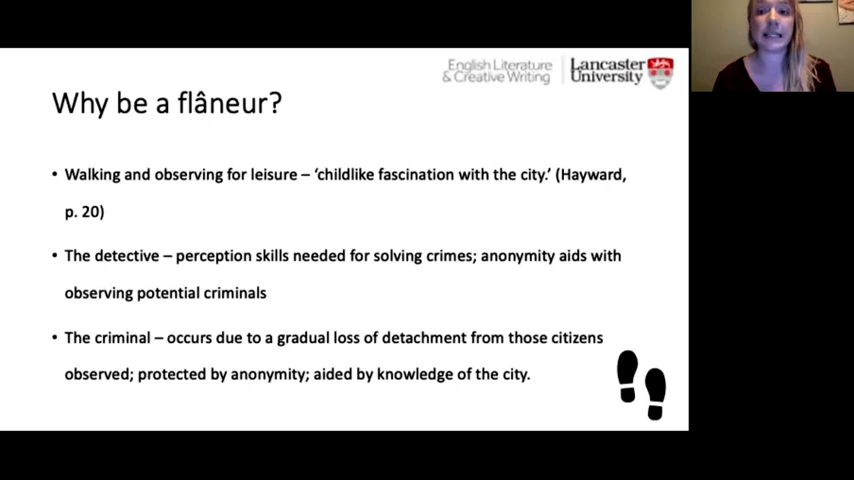 English Literature
& Creative Writing
Lancaster
University
Why be a flâneur?
• Walking and observing for leisure – ‘childlike fascination with the city.’ (Hayward,
p. 20)
• The detective – perception skills needed for solving crimes; anonymity aids with
observing potential criminals
• The criminal – occurs due to a gradual loss of detachment from those citizens
observed; protected by anonymity; aided by knowledge of the city.